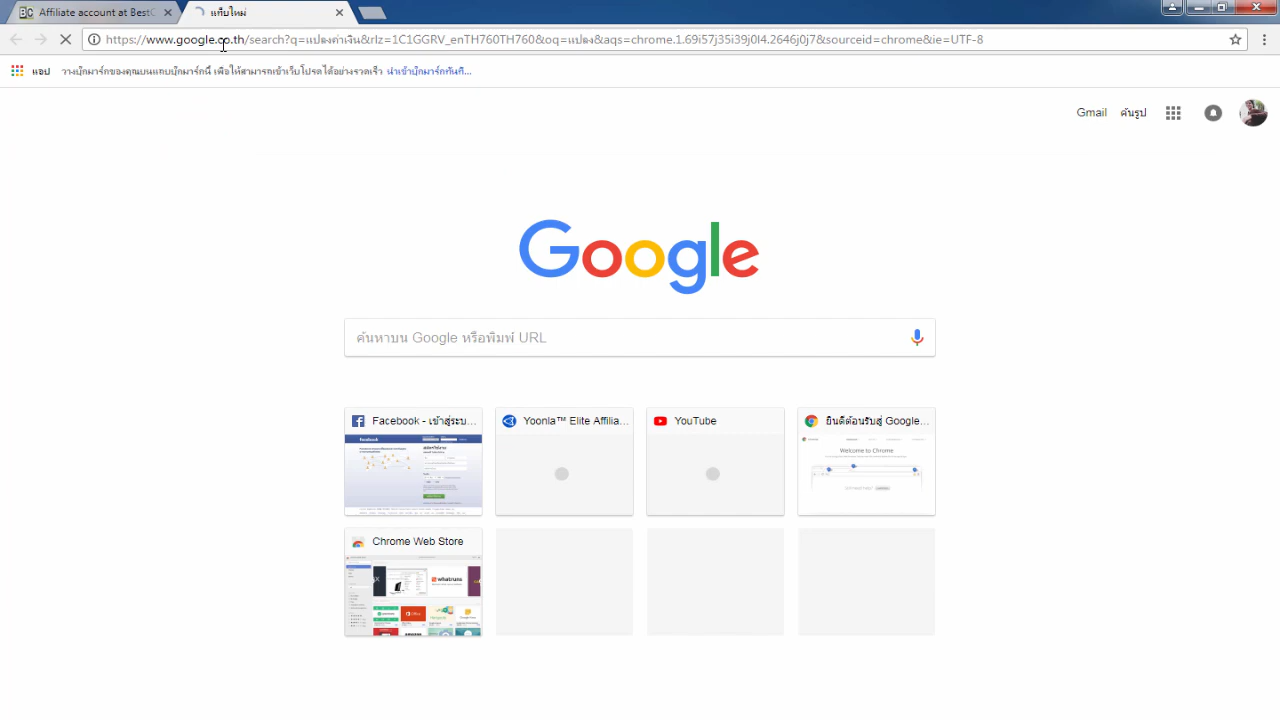 Affiliate account at BestC
แท็บใหม่
https://www.google.co.th/search?q=แปลงค่าเงิน&rlz=1C1GGRV_enTH760TH760&oq=แปลง&aqs=chrome.1.69i57j35i39j0l4.2646j0j7&sourceid=chrome&ie=UTF-8
แอป วางบุ๊กมาร์กของคุณบนแถบบุ๊กมาร์กนี้ เพื่อให้สามารถเข้าเว็บโปรดได้อย่างรวดเร็ว นำเข้าบุ๊กมาร์กทันที...
Gmail ค้นรูป
Google
ค้นหาบน Google หรือพิมพ์ URL
Facebook - เข้าสู่ระบ...
Yoonla™ Elite Affilia...
YouTube
ยินดีต้อนรับสู่ Google...
Welcome to Chrome
Chrome Web Store
whatruns